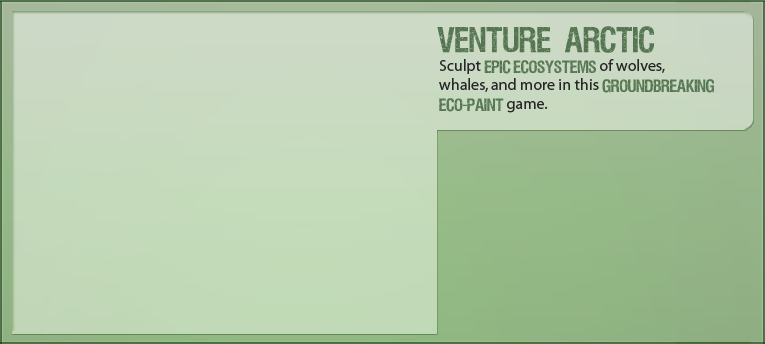 VENTURE ARCTIC
Sculpt EPIC ECOSYSTEMS of wolves,
whales, and more in this GROUNDBREAKING
ECO-PAINT game.